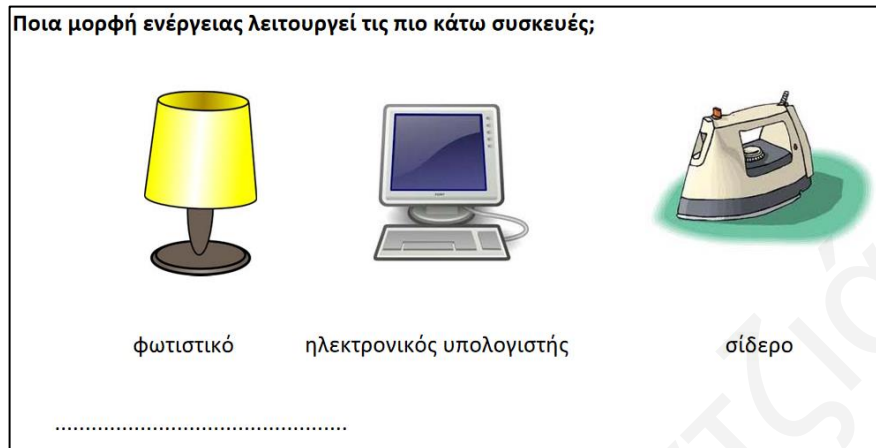 Ποια μορφή ενέργειας λειτουργεί τις πιο κάτω συσκευές;
φωτιστικό ηλεκτρονικός υπολογιστής σίδερο
................................................